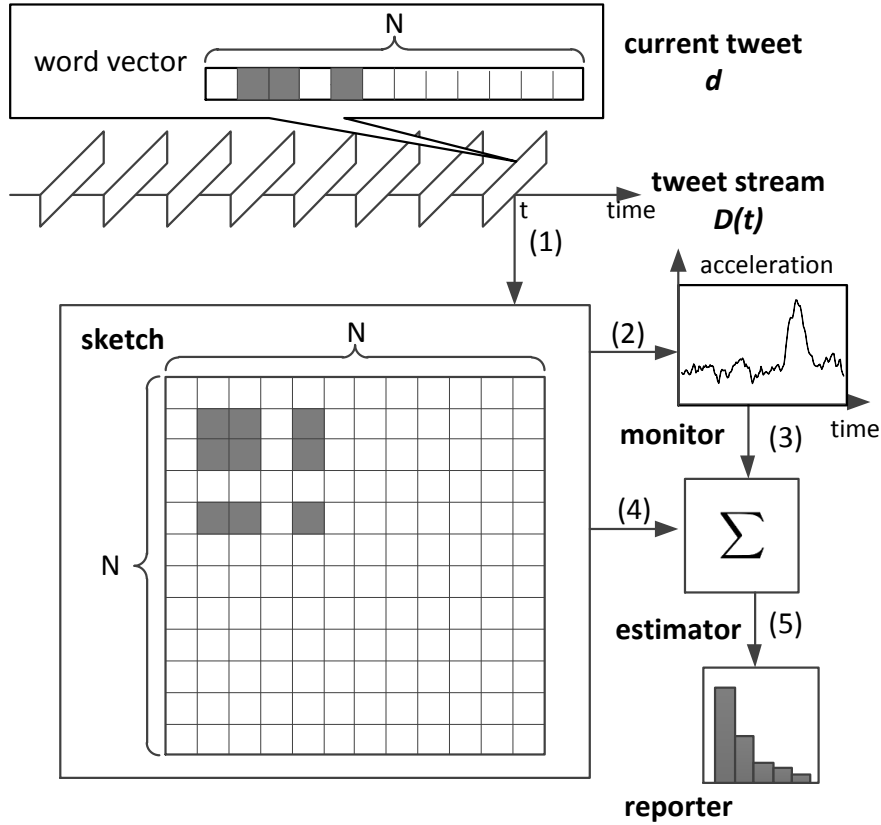 N
word vector
current tweet
d
tweet stream
D(t)
t
time
(1)
acceleration
sketch
N
(2)
monitor
(3)
time
N
(4)
∑
estimator
(5)
reporter